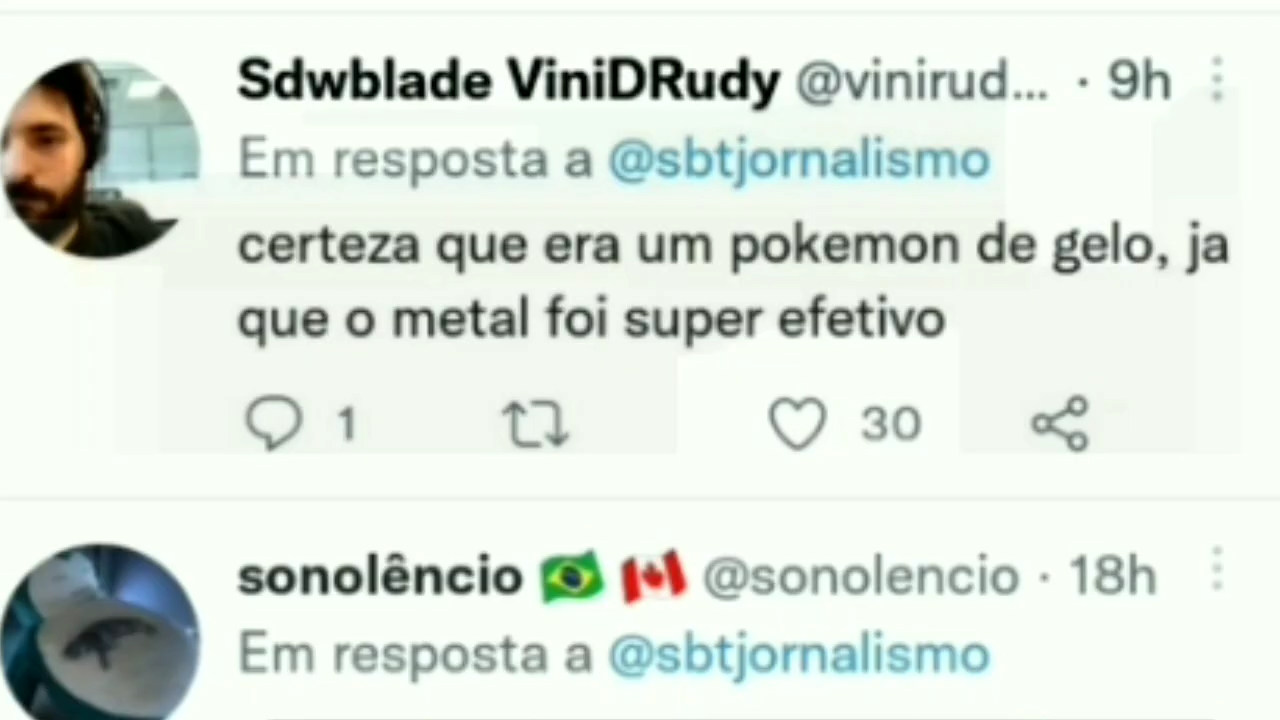 Sdwblade ViniDRudy @vinirud... · 9h
Em resposta a @sbtjornalismo
certeza que era um pokemon de gelo, ja
que o metal foi super efetivo
1 30
sonolêncio 🇧🇷 🇨🇦 @sonolencio · 18h
Em resposta a @sbtjornalismo